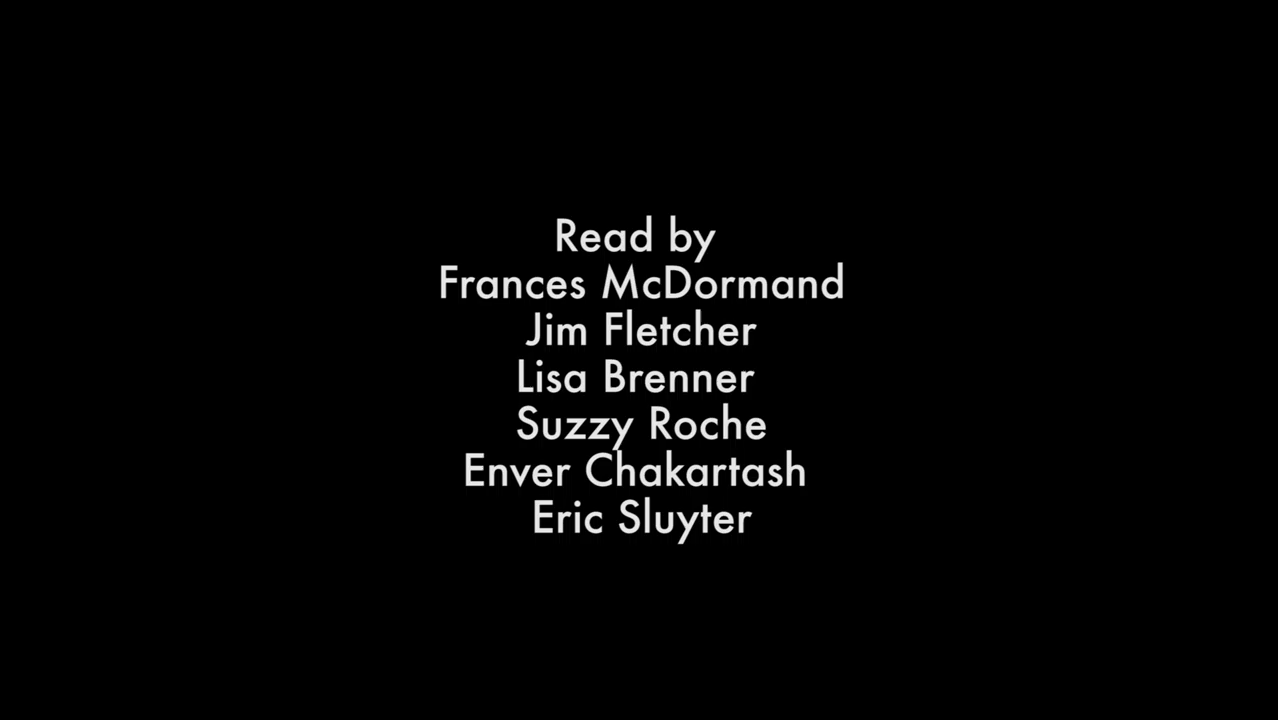 Read by
Frances McDormand
Jim Fletcher
Lisa Brenner
Suzzy Roche
Enver Chakartash
Eric Sluyter